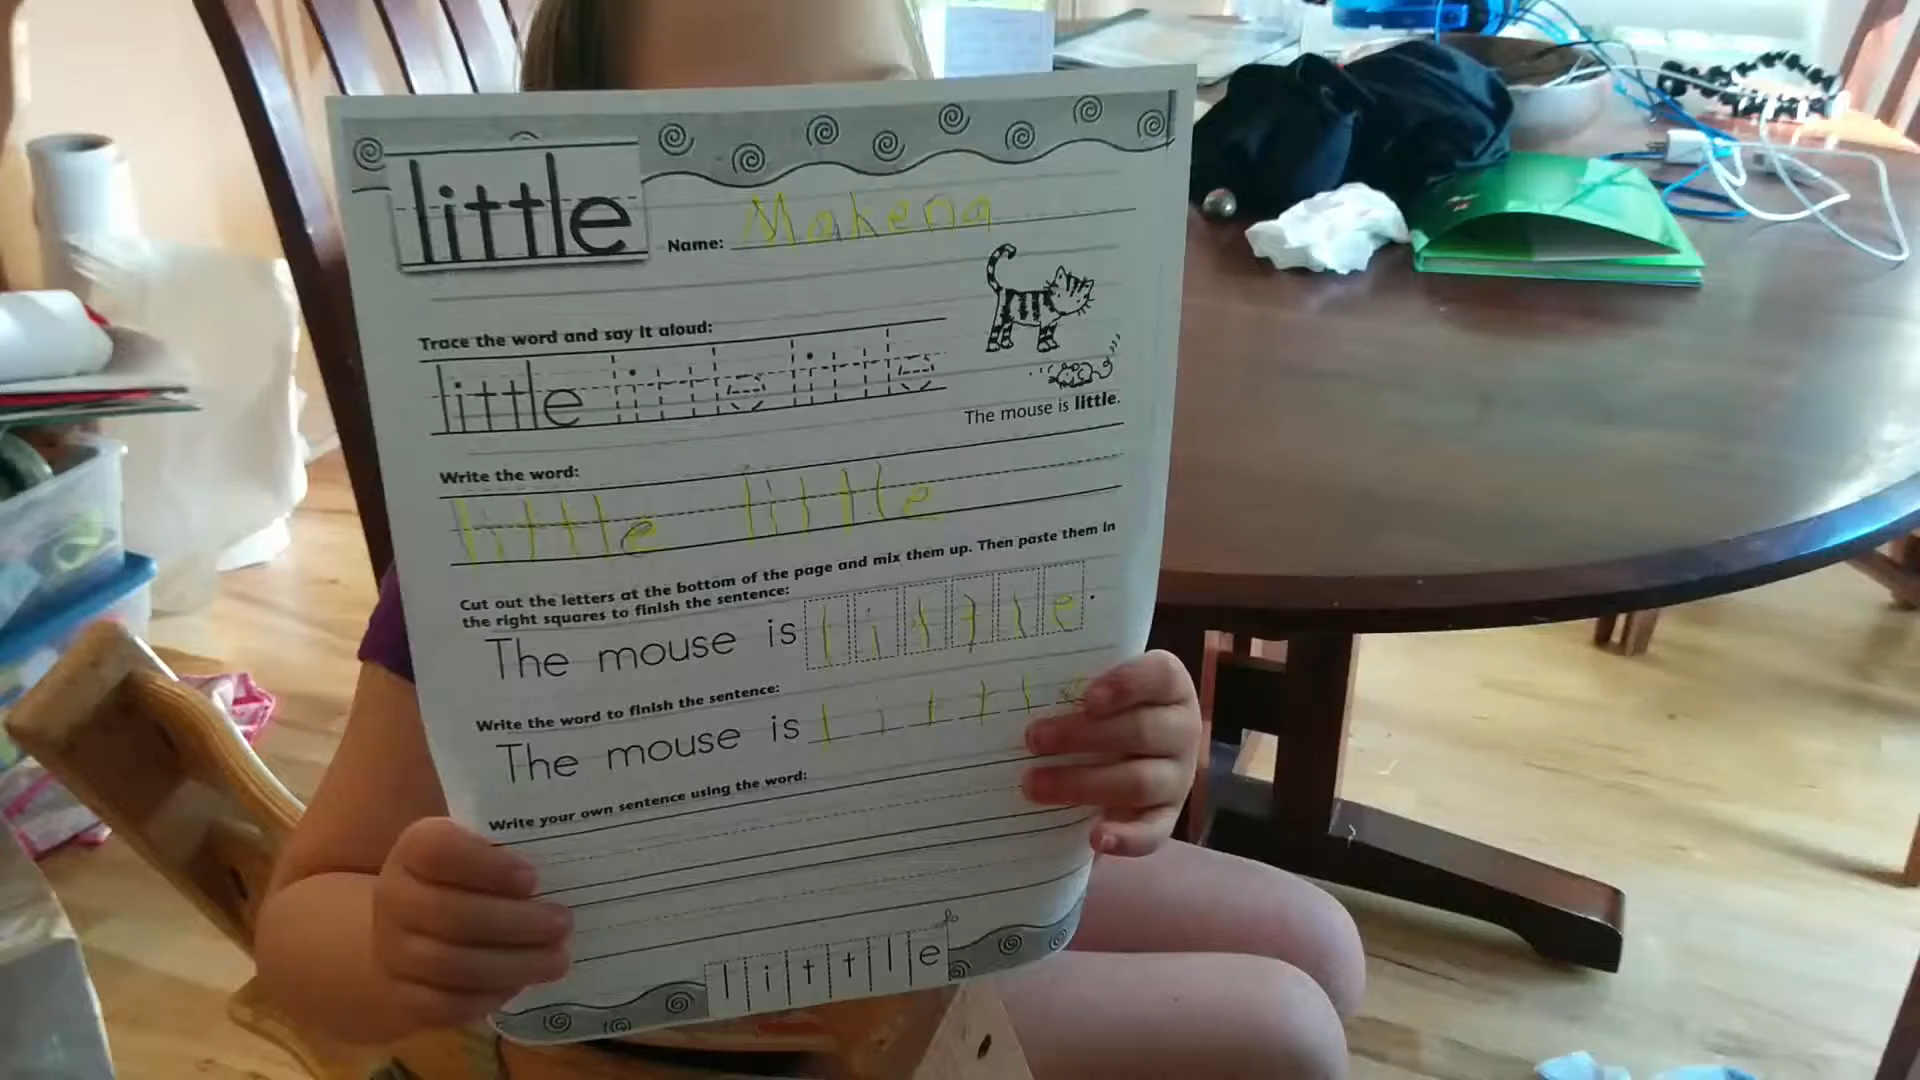 little
Name: Makena
Trace the word and say it aloud:
little little little
The mouse is little.
Write the word:
little little
Cut out the letters at the bottom of the page and mix them up. Then paste them in
the right squares to finish the sentence:
The mouse is little.
Write the word to finish the sentence:
The mouse is little
Write your own sentence using the word:
little